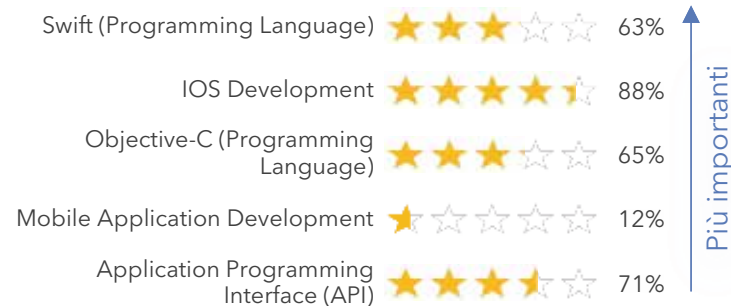 Swift (Programming Language) 63%
IOS Development 88%
Objective-C (Programming
Language) 65%
Mobile Application Development 12%
Application Programming
Interface (API) 71%
Più importanti